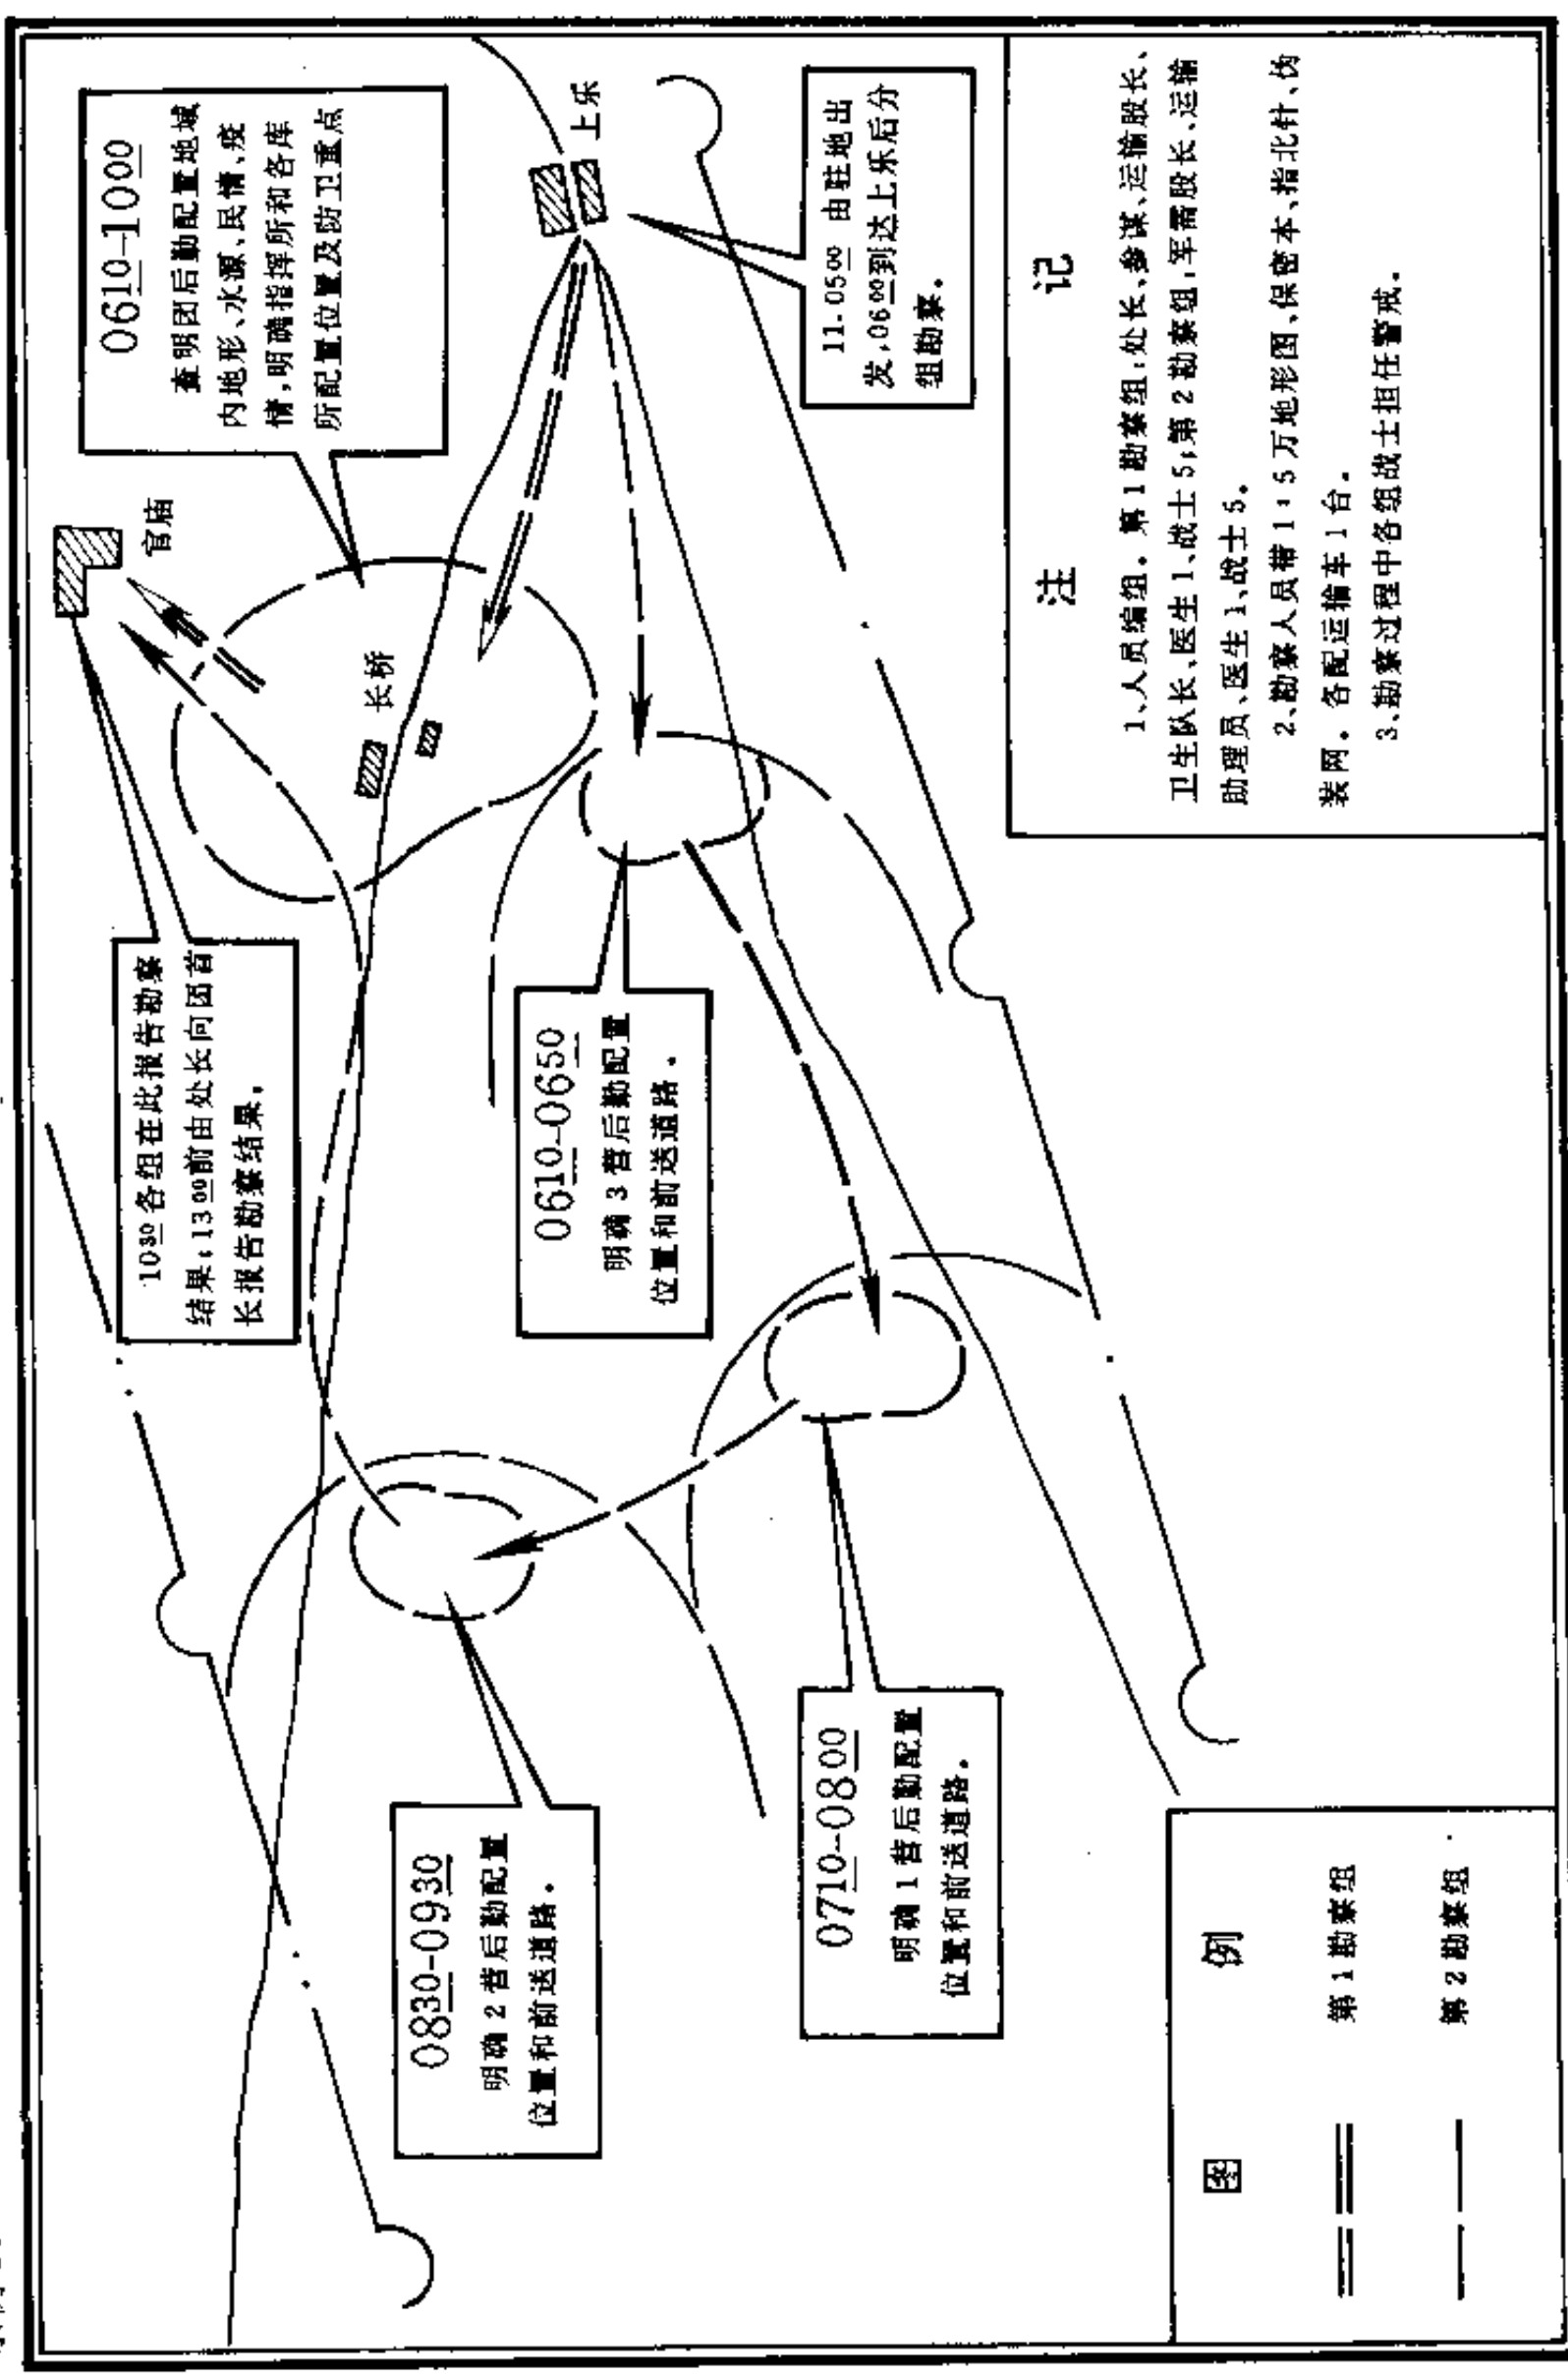 1030各组在此报告勘察
结果;1300前由处长向团首
长报告勘察结果.
官庙
0610-1000
查明团后勤配置地域
内地形、水源、民情、疫
情,明确指挥所和各库
所配置位置及防卫重点
长桥
上乐
0830-0930
明确2营后勤配置
位置和前送道路.
0610-0650
明确3营后勤配置
位置和前送道路.
11.0500 由驻地出
发,0600到达上乐后分
组勘察.
0710-0800
明确1营后勤配置
位置和前送道路.
图 例
第1勘察组
第2勘察组
注 记
1、人员编组.第1勘察组:处长、参谋、运输股长、
卫生队长、医生1、战士5;第2勘察组:军需股长、运输
助理员、医生1、战士5.
2、勘察人员带1:5万地形图、保密本、指北针、伪
装网.各配运输车1台.
3、勘察过程中各组战士担任警戒.